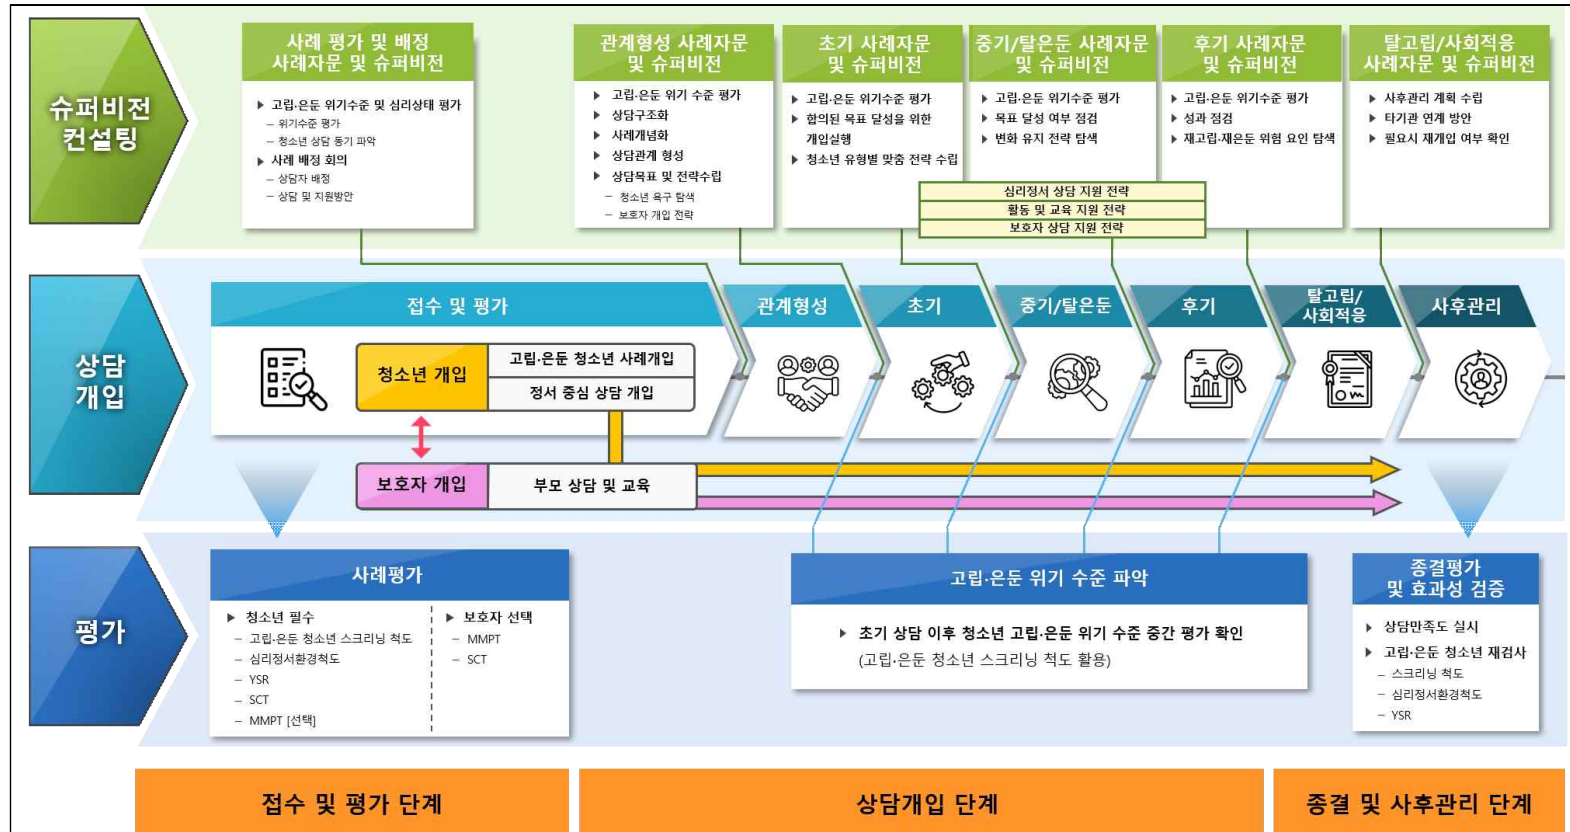 슈퍼비전
컨설팅
사례 평가 및 배정
사례자문 및 슈퍼비전
▶ 고립·은둔 위기수준 및 심리상태 평가
– 위기수준 평가
– 청소년 상담 동기 파악
▶ 사례 배정 회의
– 상담자 배정
– 상담 및 지원방안
관계형성 사례자문
및 슈퍼비전
▶ 고립·은둔 위기 수준 평가
▶ 상담구조화
▶ 사례개념화
▶ 상담관계 형성
▶ 상담목표 및 전략수립
– 청소년 욕구 탐색
– 보호자 개입 전략
초기 사례자문
및 슈퍼비전
▶ 고립·은둔 위기수준 평가
▶ 합의된 목표 달성을 위한
개입실행
▶ 청소년 유형별 맞춤 전략 수립
중기/탈은둔 사례자문
및 슈퍼비전
▶ 고립·은둔 위기수준 평가
▶ 목표 달성 여부 점검
▶ 변화 유지 전략 탐색
후기 사례자문
및 슈퍼비전
▶ 고립·은둔 위기수준 평가
▶ 성과 점검
▶ 재고립·재은둔 위험 요인 탐색
탈고립/사회적응
사례자문 및 슈퍼비전
▶ 사후관리 계획 수립
▶ 타기관 연계 방안
▶ 필요시 재개입 여부 확인
심리정서 상담 지원 전략
활동 및 교육 지원 전략
보호자 상담 지원 전략
상담
개입
접수 및 평가
관계형성
초기
중기/탈은둔
후기
탈고립/
사회적응
사후관리
청소년 개입
고립·은둔 청소년 사례개입
정서 중심 상담 개입
보호자 개입
부모 상담 및 교육
평가
사례평가
▶ 청소년 필수
– 고립·은둔 청소년 스크리닝 척도
– 심리정서환경척도
– YSR
– SCT
– MMPT [선택]
▶ 보호자 선택
– MMPT
– SCT
고립·은둔 위기 수준 파악
▶ 초기 상담 이후 청소년 고립·은둔 위기 수준 중간 평가 확인
(고립·은둔 청소년 스크리닝 척도 활용)
종결평가
및 효과성 검증
▶ 상담만족도 실시
▶ 고립·은둔 청소년 재검사
– 스크리닝 척도
– 심리정서환경척도
– YSR
접수 및 평가 단계
상담개입 단계
종결 및 사후관리 단계